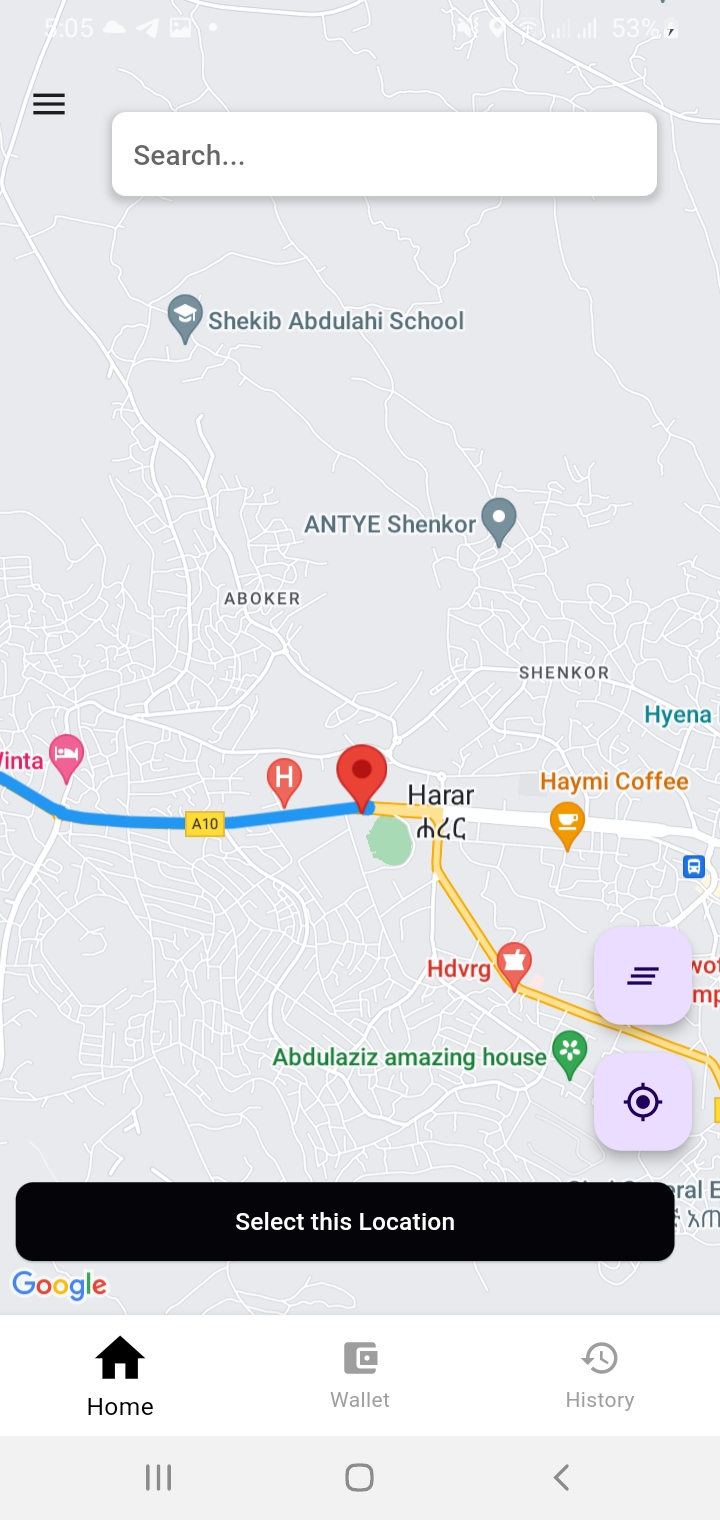 5:05
53%
Search...
Shekib Abdulahi School
ANTYE Shenkor
ABOKER
SHENKOR
Hyena
Vinta
H
Harar
ሐረር
Haymi Coffee
A10
Hdvrg
Abdulaziz amazing house
Select this Location
Google
Home
Wallet
History